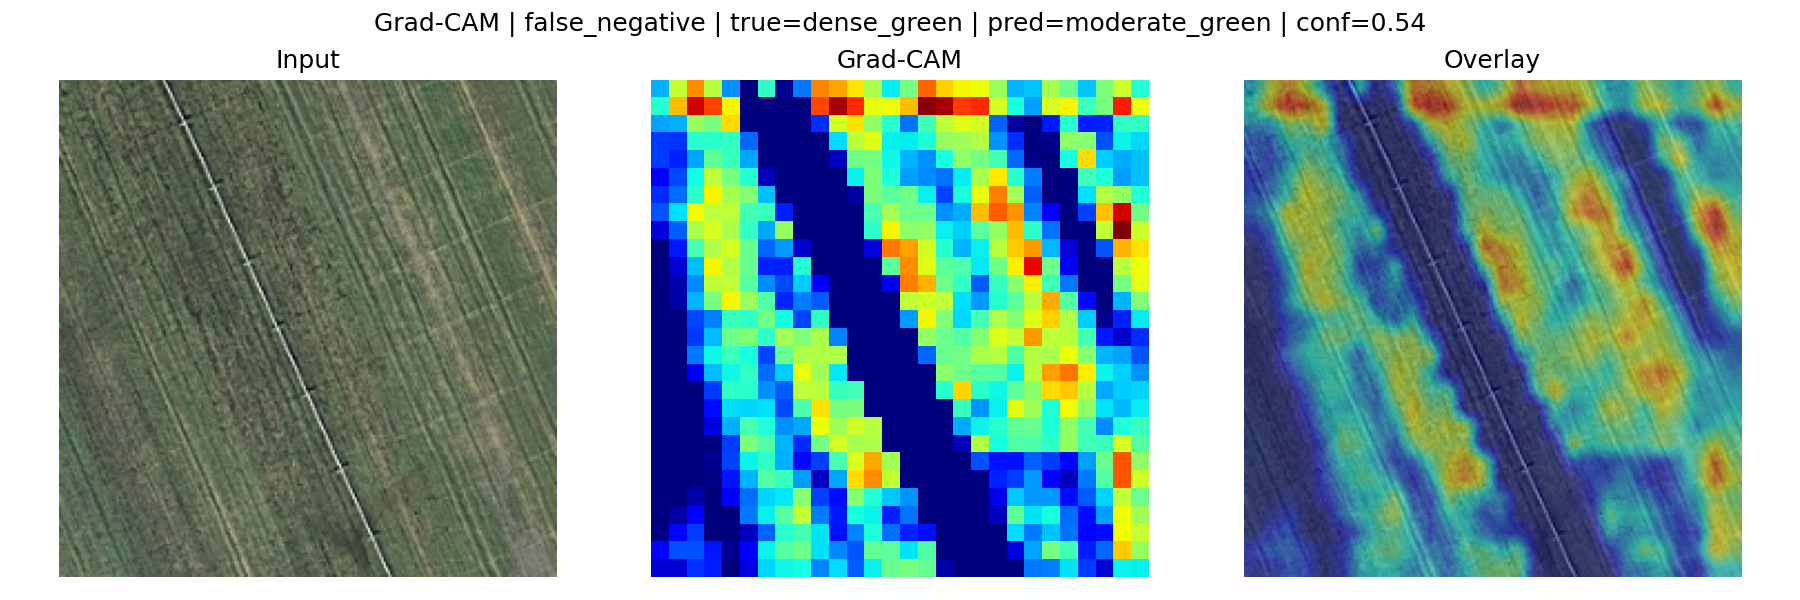 Grad-CAM | false_negative | true=dense_green | pred=moderate_green | conf=0.54
Input
Grad-CAM
Overlay